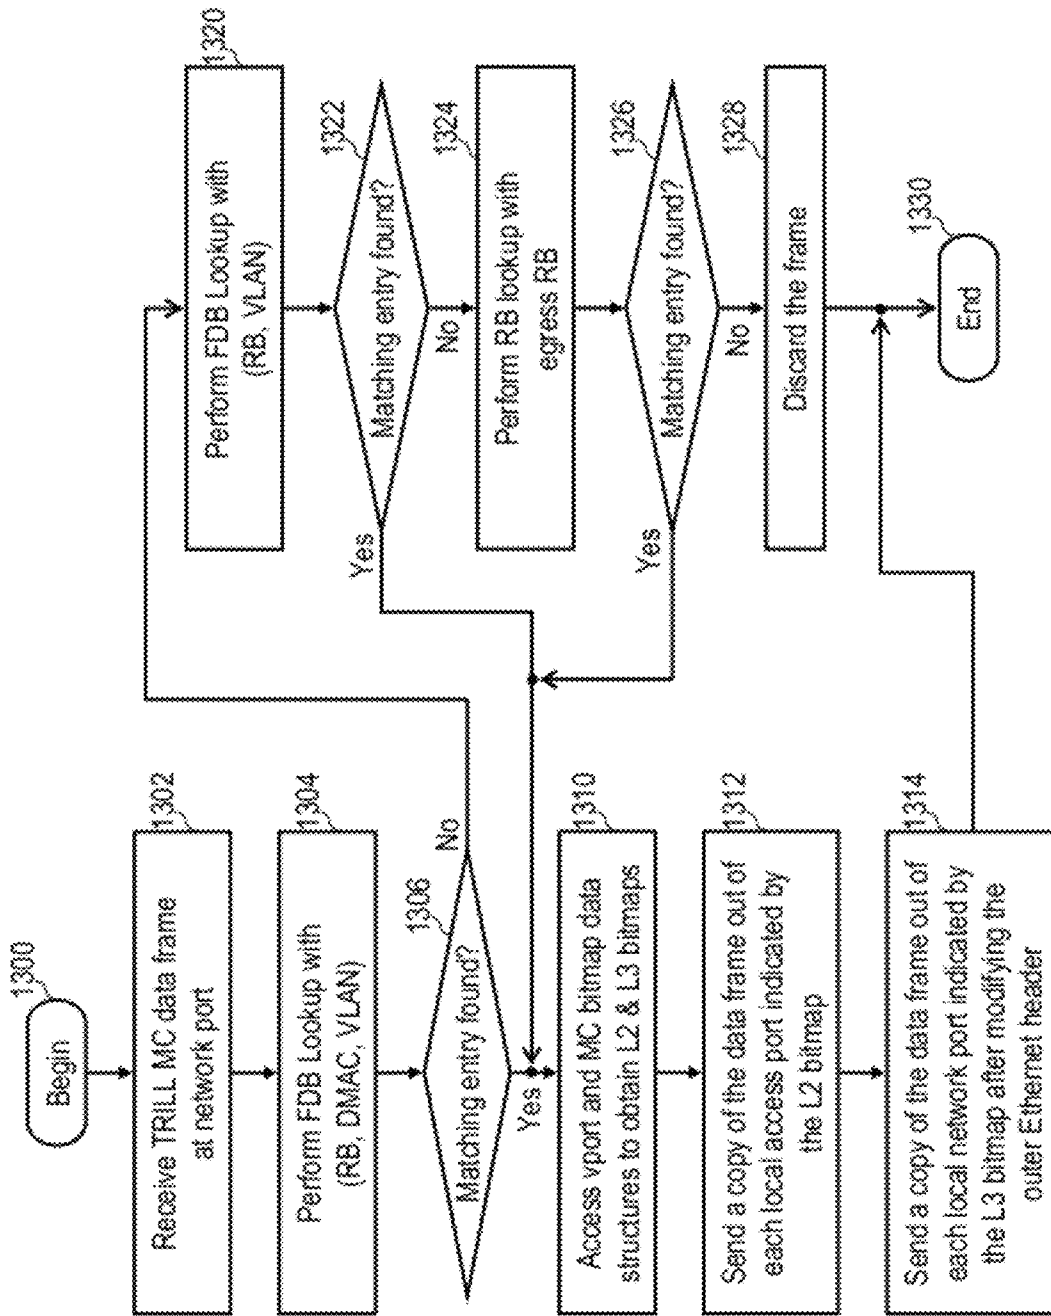 1300
Begin
1302
Receive TRILL MC data frame
at network port
1304
Perform FDB Lookup with
(RB, DMAC, VLAN)
1306
Matching entry found?
No
Yes
1310
Access vport and MC bitmap data
structures to obtain L2 & L3 bitmaps
1312
Send a copy of the data frame out of
each local access port indicated by
the L2 bitmap
1314
Send a copy of the data frame out of
each local network port indicated by
the L3 bitmap after modifying the
outer Ethernet header
1320
Perform FDB Lookup with
(RB, VLAN)
1322
Matching entry found?
Yes
No
1324
Perform RB lookup with
egress RB
1326
Matching entry found?
Yes
No
1328
Discard the frame
1330
End